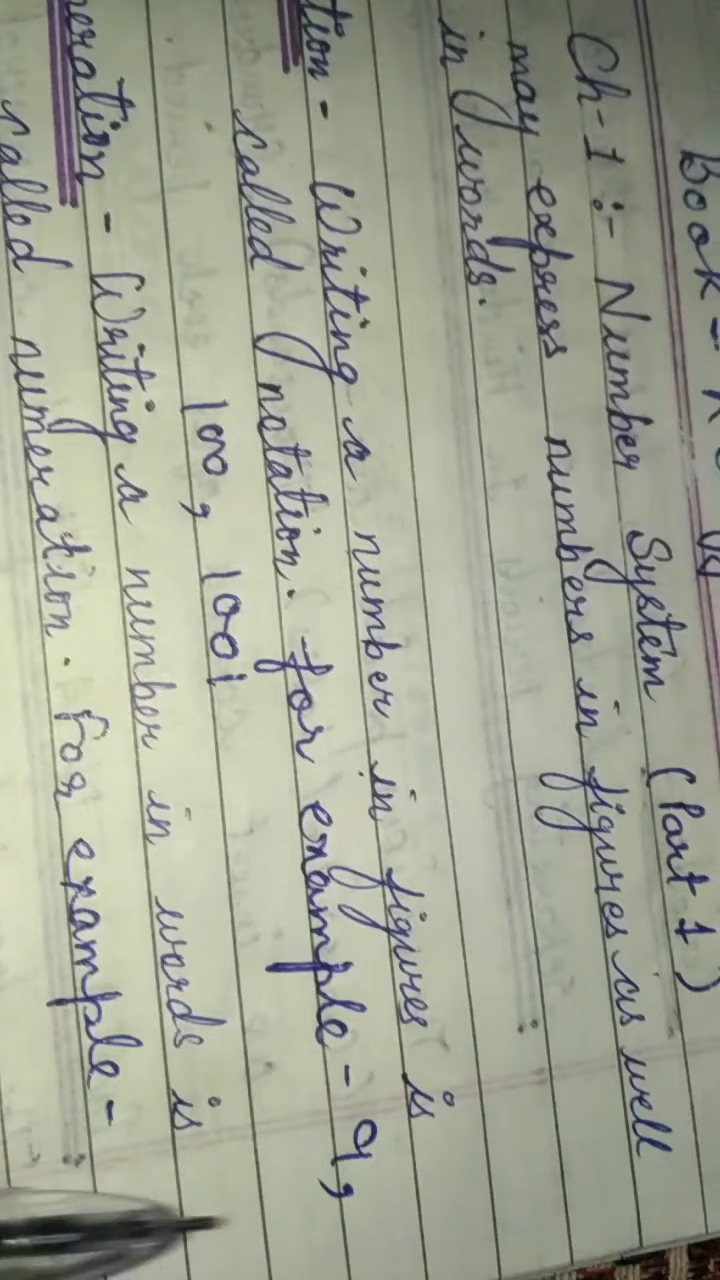 Book -
Ch-1 :- Number System (Part 1)
may express numbers in figures as well
in words.
tion - Writing a number in figures is
called notation. for example - 9,
100, 1001
eration - Writing a number in words is
called numeration. For example -